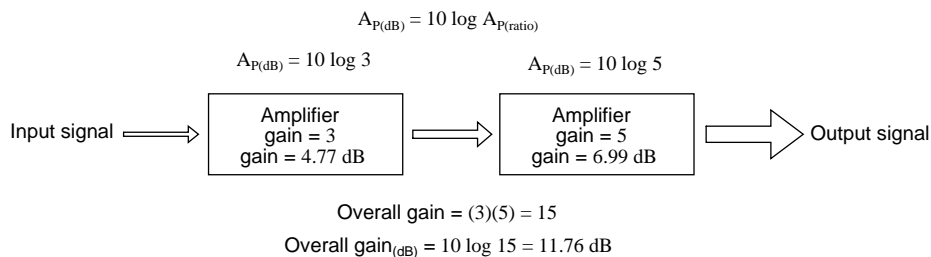 A_P(dB) = 10 log A_P(ratio)
A_P(dB) = 10 log 3
A_P(dB) = 10 log 5
Input signal
Amplifier
gain = 3
gain = 4.77 dB
Amplifier
gain = 5
gain = 6.99 dB
Output signal
Overall gain = (3)(5) = 15
Overall gain_(dB) = 10 log 15 = 11.76 dB